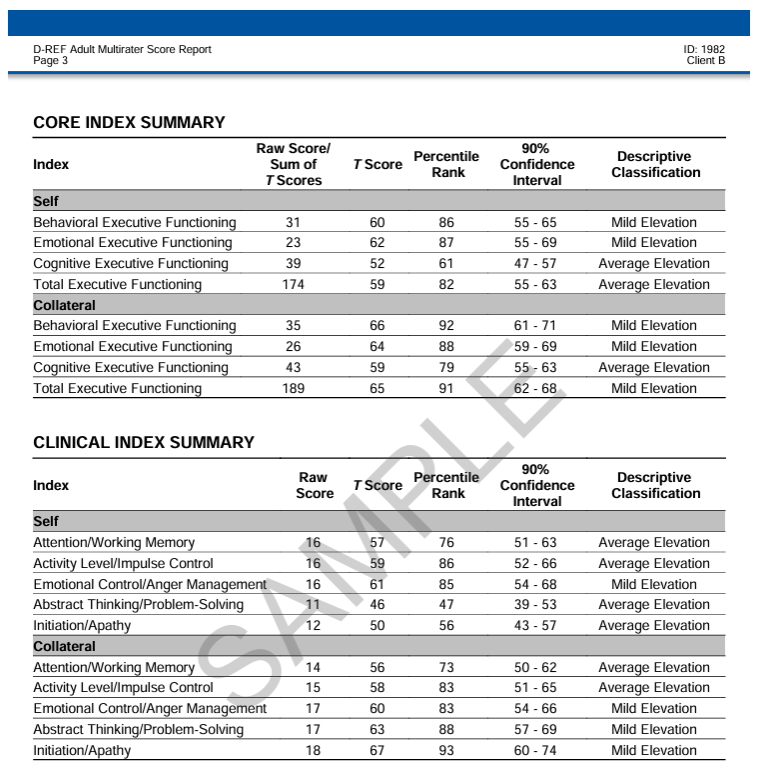 D-REF Adult Multirater Score Report ID: 1982
Page 3 Client B
CORE INDEX SUMMARY
Index Raw Score/ Sum of T Scores T Score Percentile Rank 90% Confidence Interval Descriptive Classification
Self
Behavioral Executive Functioning 31 60 86 55 - 65 Mild Elevation
Emotional Executive Functioning 23 62 87 55 - 69 Mild Elevation
Cognitive Executive Functioning 39 52 61 47 - 57 Average Elevation
Total Executive Functioning 174 59 82 55 - 63 Average Elevation
Collateral
Behavioral Executive Functioning 35 66 92 61 - 71 Mild Elevation
Emotional Executive Functioning 26 64 88 59 - 69 Mild Elevation
Cognitive Executive Functioning 43 59 79 55 - 63 Average Elevation
Total Executive Functioning 189 65 91 62 - 68 Mild Elevation
CLINICAL INDEX SUMMARY
Index Raw Score T Score Percentile Rank 90% Confidence Interval Descriptive Classification
Self
Attention/Working Memory 16 57 76 51 - 63 Average Elevation
Activity Level/Impulse Control 16 59 86 52 - 66 Average Elevation
Emotional Control/Anger Management 16 61 85 54 - 68 Mild Elevation
Abstract Thinking/Problem-Solving 11 46 47 39 - 53 Average Elevation
Initiation/Apathy 12 50 56 43 - 57 Average Elevation
Collateral
Attention/Working Memory 14 56 73 50 - 62 Average Elevation
Activity Level/Impulse Control 15 58 83 51 - 65 Average Elevation
Emotional Control/Anger Management 17 60 83 54 - 66 Mild Elevation
Abstract Thinking/Problem-Solving 17 63 88 57 - 69 Mild Elevation
Initiation/Apathy 18 67 93 60 - 74 Mild Elevation
SAMPLE